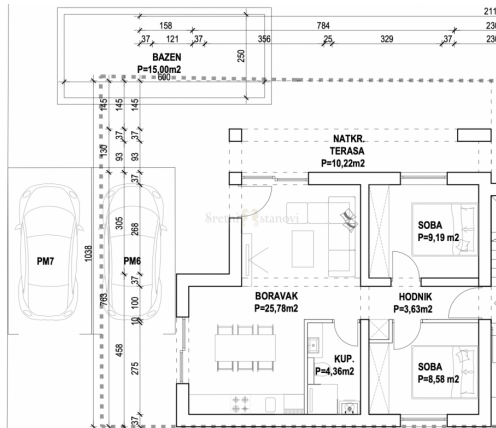 211
158
784
230
37
121
37
356
25
329
37
230
BAZEN
P=15,00m2
600
250
145
145
145
37
37
130
93
93
NATKR.
TERASA
P=10,22m2
37
305
268
SOBA
P=9,19 m2
PM7
PM6
1038
763
37
BORAVAK
P=25,78m2
HODNIK
P=3,63m2
100
10
458
275
KUP.
P=4,36m2
SOBA
P=8,58 m2
37